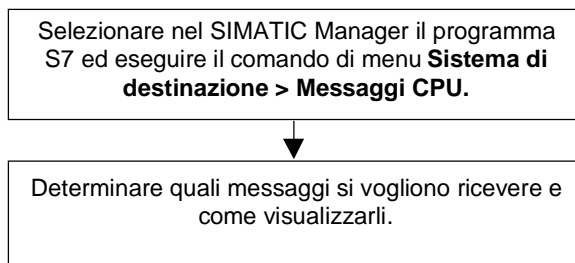 Selezionare nel SIMATIC Manager il programma
S7 ed eseguire il comando di menu Sistema di
destinazione > Messaggi CPU.
Determinare quali messaggi si vogliono ricevere e
come visualizzarli.